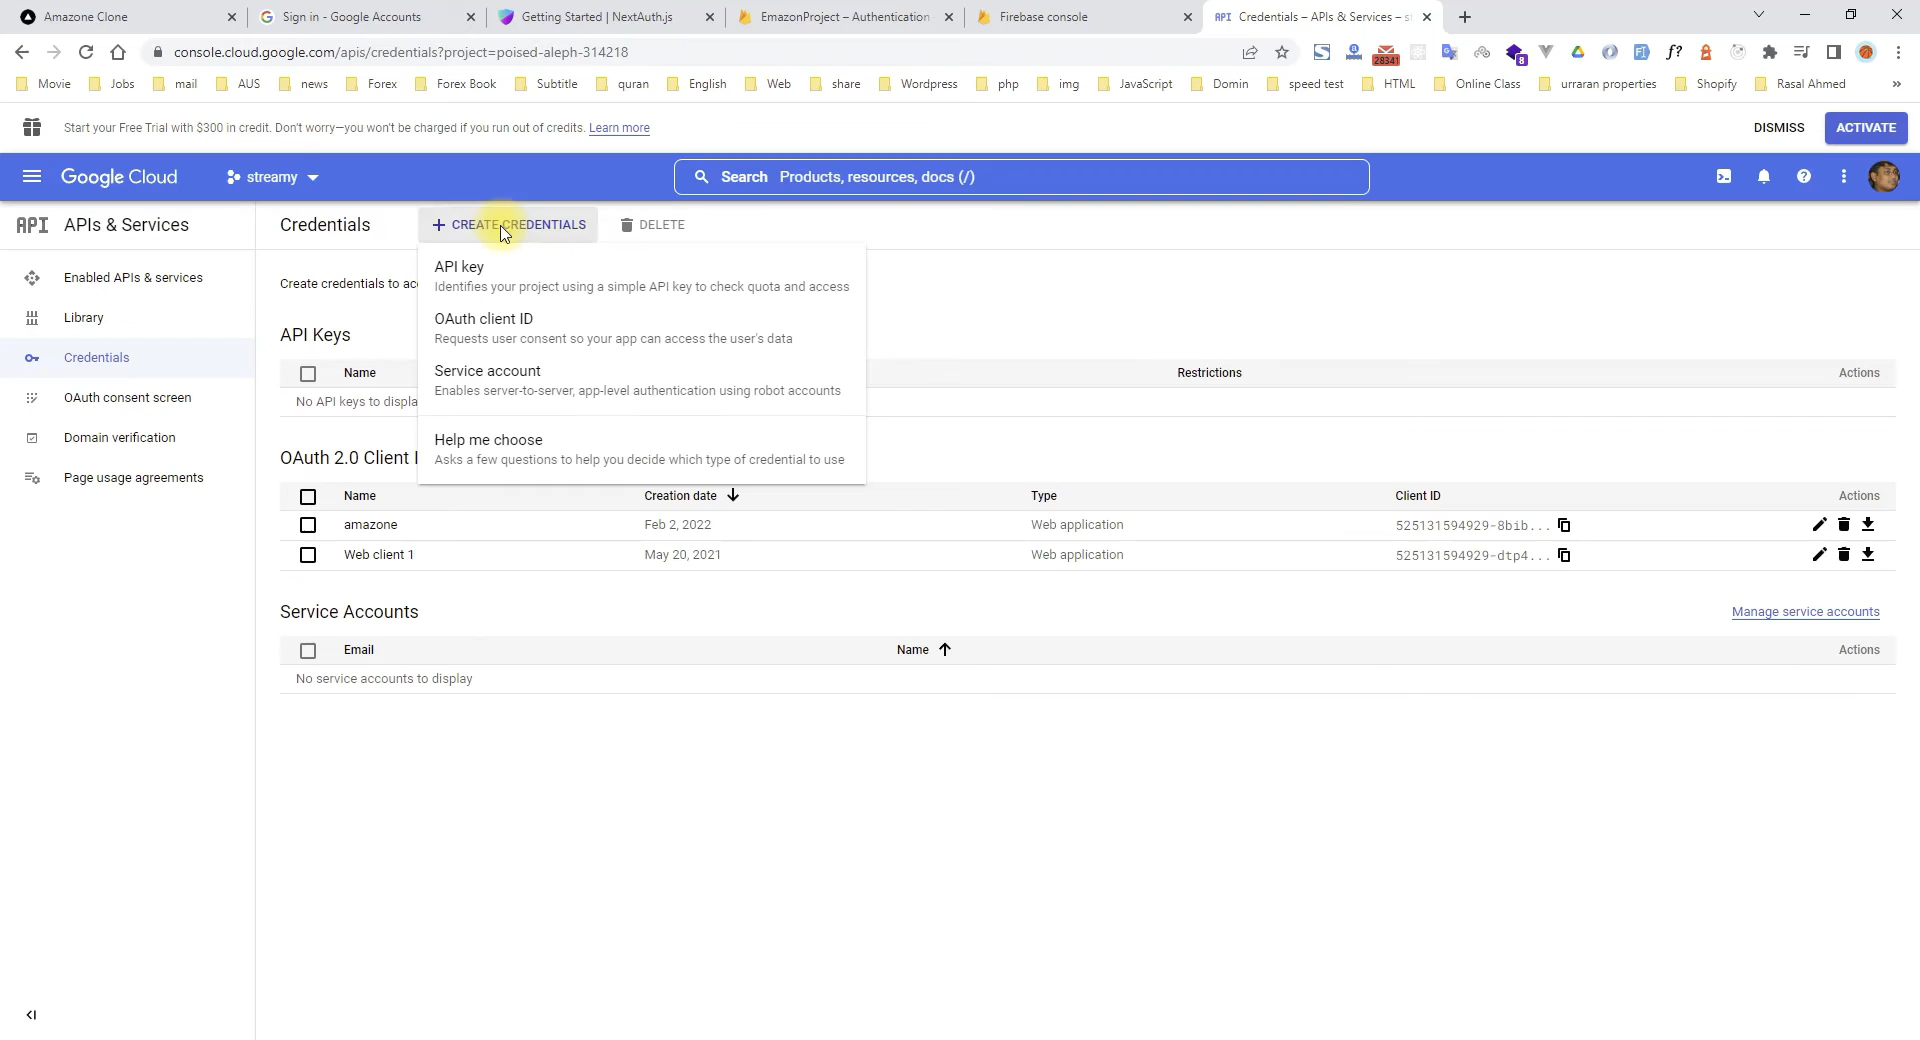 Amazone Clone
Sign in - Google Accounts
Getting Started | NextAuth.js
EmazonProject – Authentication
Firebase console
API Credentials – APIs & Services – s
console.cloud.google.com/apis/credentials?project=poised-aleph-314218
28341
8
f?
Movie
Jobs
mail
AUS
news
Forex
Forex Book
Subtitle
quran
English
Web
share
Wordpress
php
img
JavaScript
Domin
speed test
HTML
Online Class
urraran properties
Shopify
Rasal Ahmed
»
Start your Free Trial with $300 in credit. Don't worry—you won't be charged if you run out of credits. Learn more
DISMISS
ACTIVATE
Google Cloud
streamy
Search Products, resources, docs (/)
API APIs & Services
Credentials
+ CREATE CREDENTIALS
DELETE
Enabled APIs & services
Library
Credentials
OAuth consent screen
Domain verification
Page usage agreements
Create credentials to ac
API key
Identifies your project using a simple API key to check quota and access
OAuth client ID
Requests user consent so your app can access the user's data
Service account
Enables server-to-server, app-level authentication using robot accounts
Help me choose
Asks a few questions to help you decide which type of credential to use
API Keys
Name
Restrictions
Actions
No API keys to displa
OAuth 2.0 Client I
Name
Creation date
Type
Client ID
Actions
amazone
Feb 2, 2022
Web application
525131594929-8bib...
Web client 1
May 20, 2021
Web application
525131594929-dtp4...
Service Accounts
Manage service accounts
Email
Name
Actions
No service accounts to display